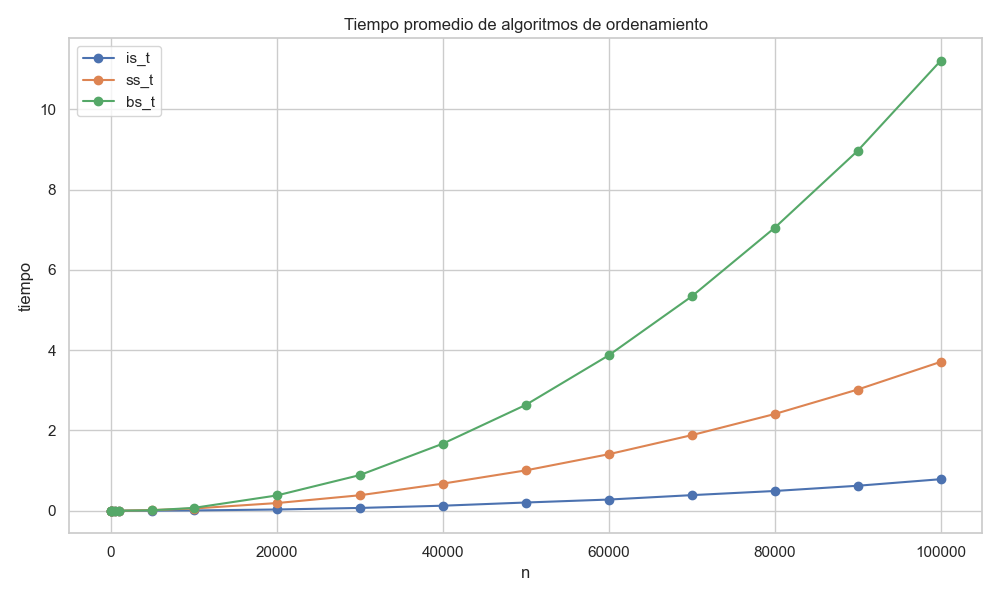 Tiempo promedio de algoritmos de ordenamiento
is_t
ss_t
bs_t
10
8
6
4
2
0
tiempo
0 20000 40000 60000 80000 100000
n